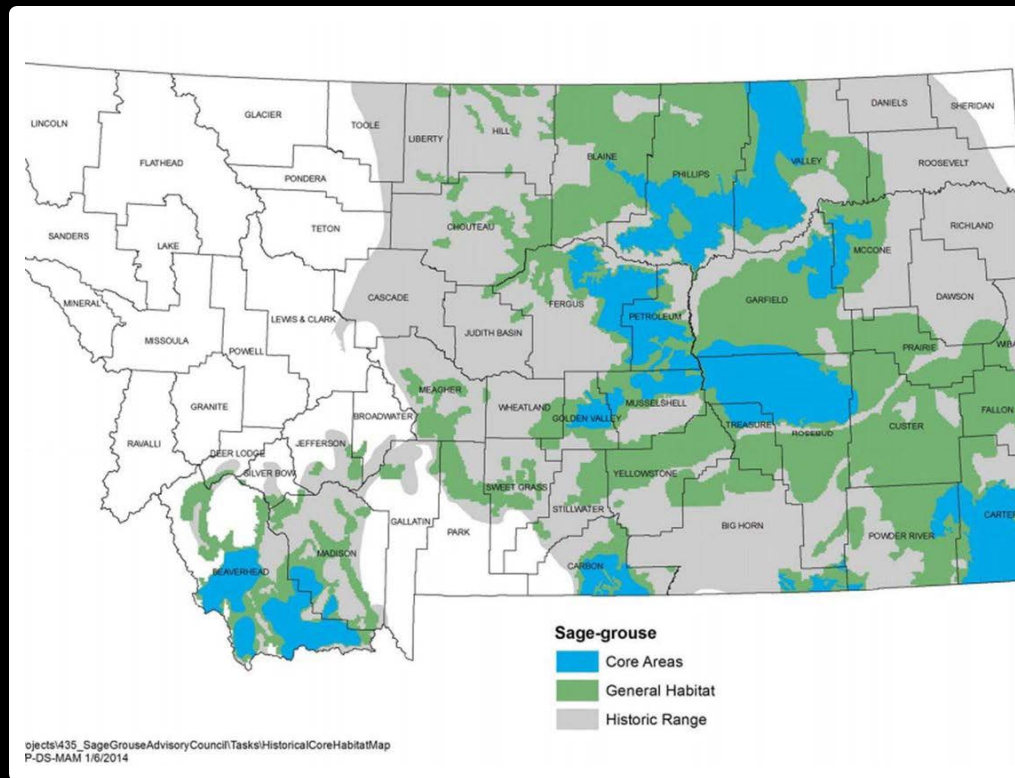 LINCOLN
FLATHEAD
GLACIER
TOOLE
LIBERTY
HILL
BLAINE
PHILLIPS
VALLEY
DANIELS
SHERIDAN
ROOSEVELT
PONDERA
TETON
CHOUTEAU
SANDERS
LAKE
RICHLAND
MCCONE
MINERAL
MISSOULA
POWELL
LEWIS & CLARK
CASCADE
JUDITH BASIN
FERGUS
PETROLEUM
GARFIELD
DAWSON
PRAIRIE
WIBA
RAVALLI
GRANITE
BROADWATER
MEAGHER
WHEATLAND
GOLDEN VALLEY
MUSSELSHELL
TREASURE
ROSEBUD
CUSTER
FALLON
DEER LODGE
JEFFERSON
SILVER BOW
SWEET GRASS
YELLOWSTONE
STILLWATER
GALLATIN
PARK
BIG HORN
POWDER RIVER
CARTER
BEAVERHEAD
MADISON
CARBON
Sage-grouse
Core Areas
General Habitat
Historic Range
ojects\435_SageGrouseAdvisoryCouncil\Tasks\HistoricalCoreHabitatMap
P-DS-MAM 1/6/2014